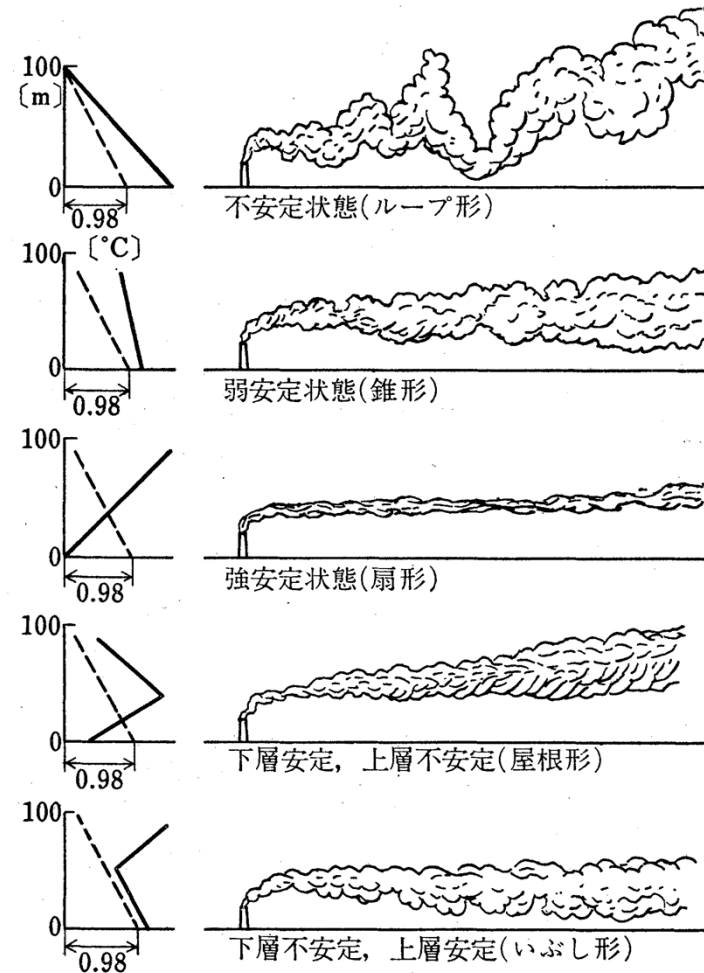 100
〔m〕
0
0.98
〔°C〕
不安定状態(ループ形)
100
0
0.98
弱安定状態(錐形)
100
0
0.98
強安定状態(扇形)
100
0
0.98
下層安定，上層不安定(屋根形)
100
0
0.98
下層不安定，上層安定(いぶし形)